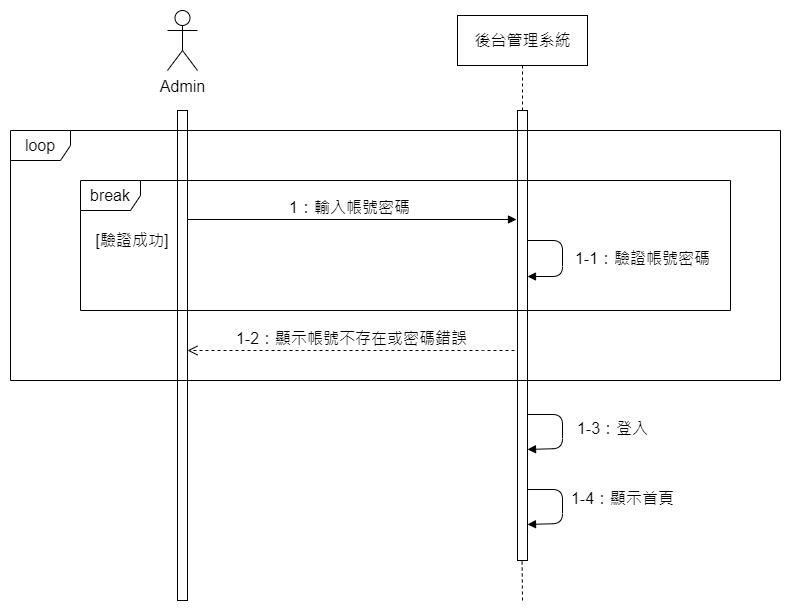 後台管理系統
Admin
loop
break
1：輸入帳號密碼
[驗證成功]
1-1：驗證帳號密碼
1-2：顯示帳號不存在或密碼錯誤
1-3：登入
1-4：顯示首頁